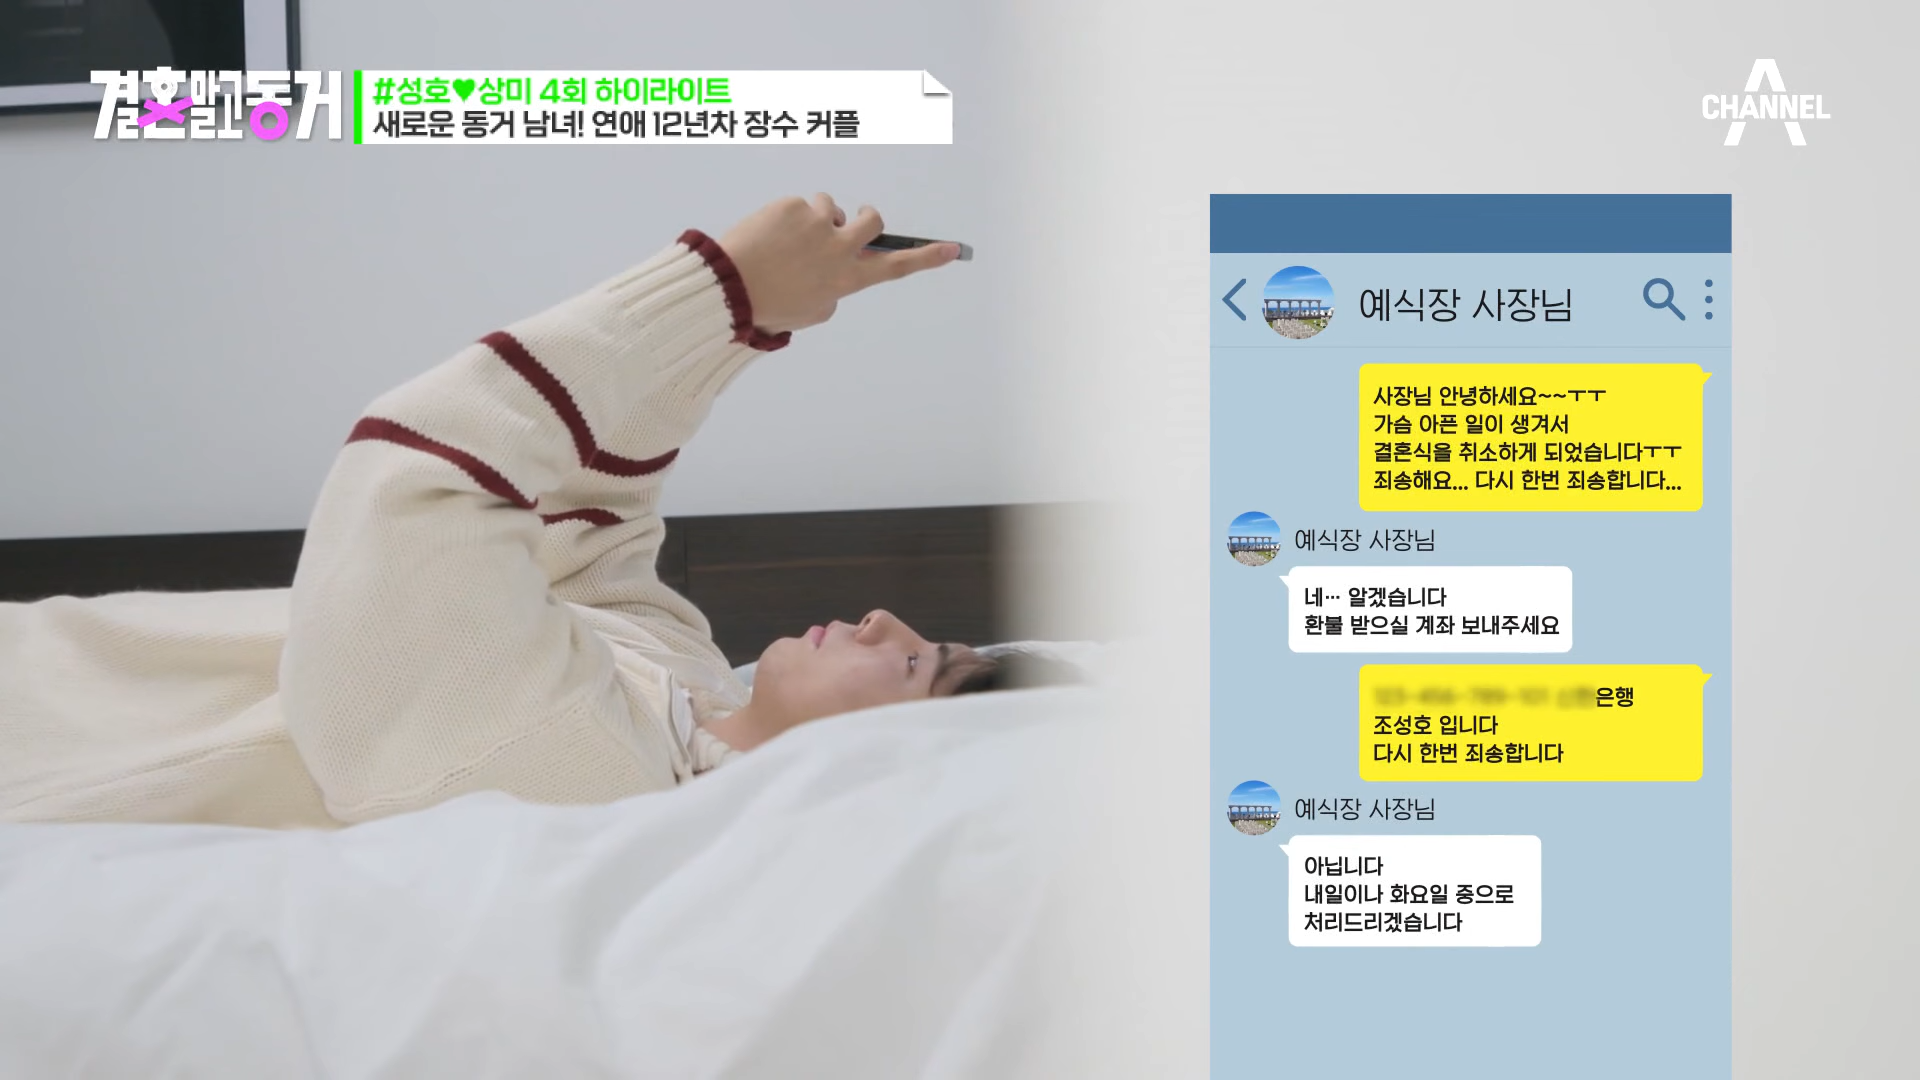 결혼말고동거
#성호♥상미 4회 하이라이트
새로운 동거 남녀! 연애 12년차 장수 커플
CHANNEL A
예식장 사장님
사장님 안녕하세요~~ㅜㅜ
가슴 아픈 일이 생겨서
결혼식을 취소하게 되었습니다ㅜㅜ
죄송해요... 다시 한번 죄송합니다...
예식장 사장님
네… 알겠습니다
환불 받으실 계좌 보내주세요
은행
조성호 입니다
다시 한번 죄송합니다
예식장 사장님
아닙니다
내일이나 화요일 중으로
처리드리겠습니다